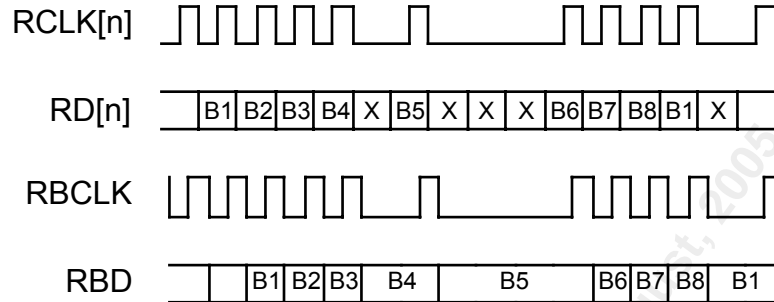 RCLK[n]
RD[n] B1 B2 B3 B4 X B5 X X X B6 B7 B8 B1 X
RBCLK
RBD B1 B2 B3 B4 B5 B6 B7 B8 B1
, 2005